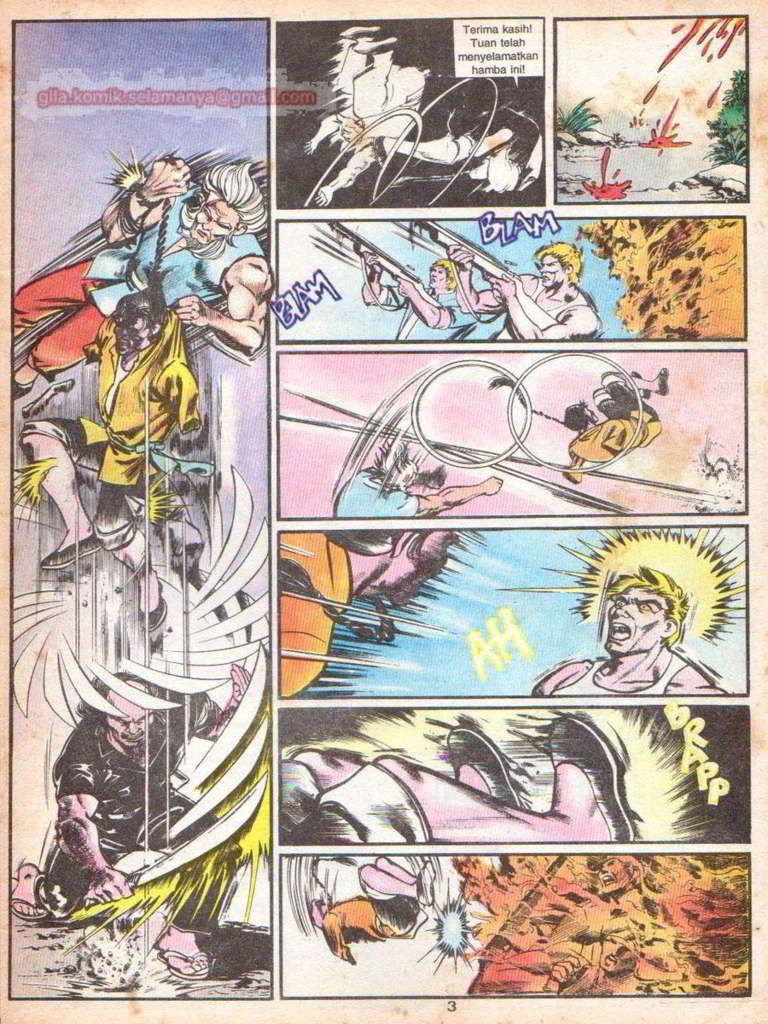 gila.komik.selamanya@gmail.com
Terima kasih!
Tuan telah
menyelamatkan
hamba ini!
BLAM
BLAM
AH
BRAPP
3